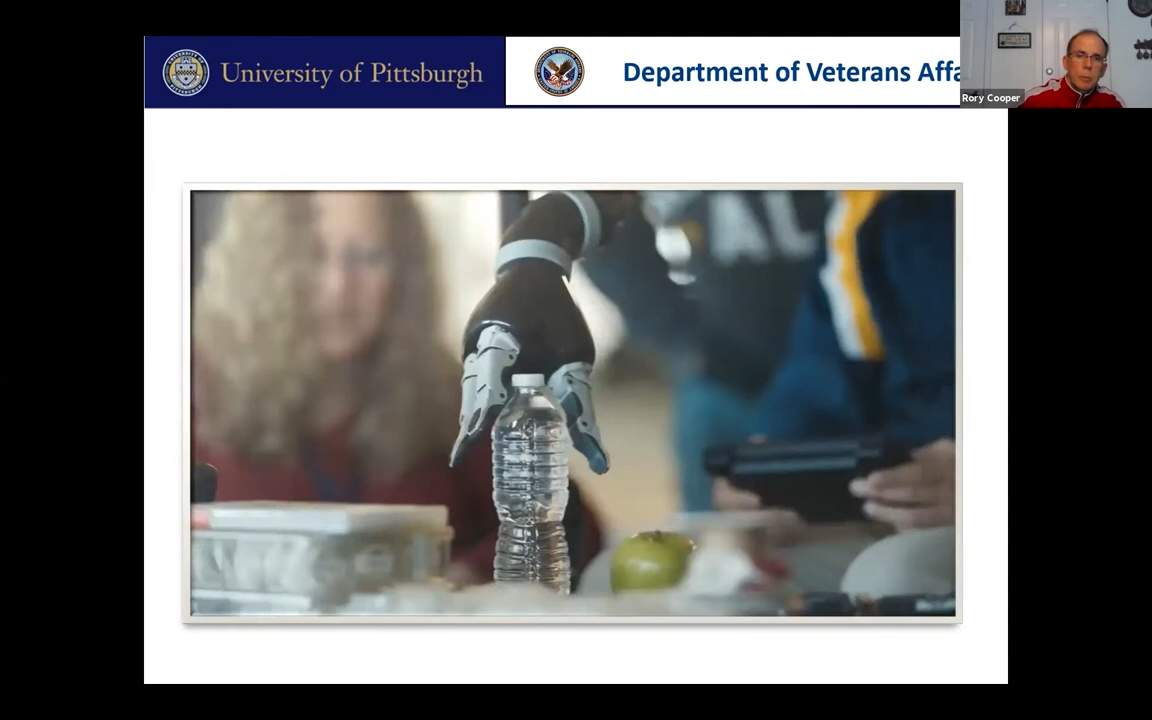 University of Pittsburgh
Department of Veterans Affa
Rory Cooper